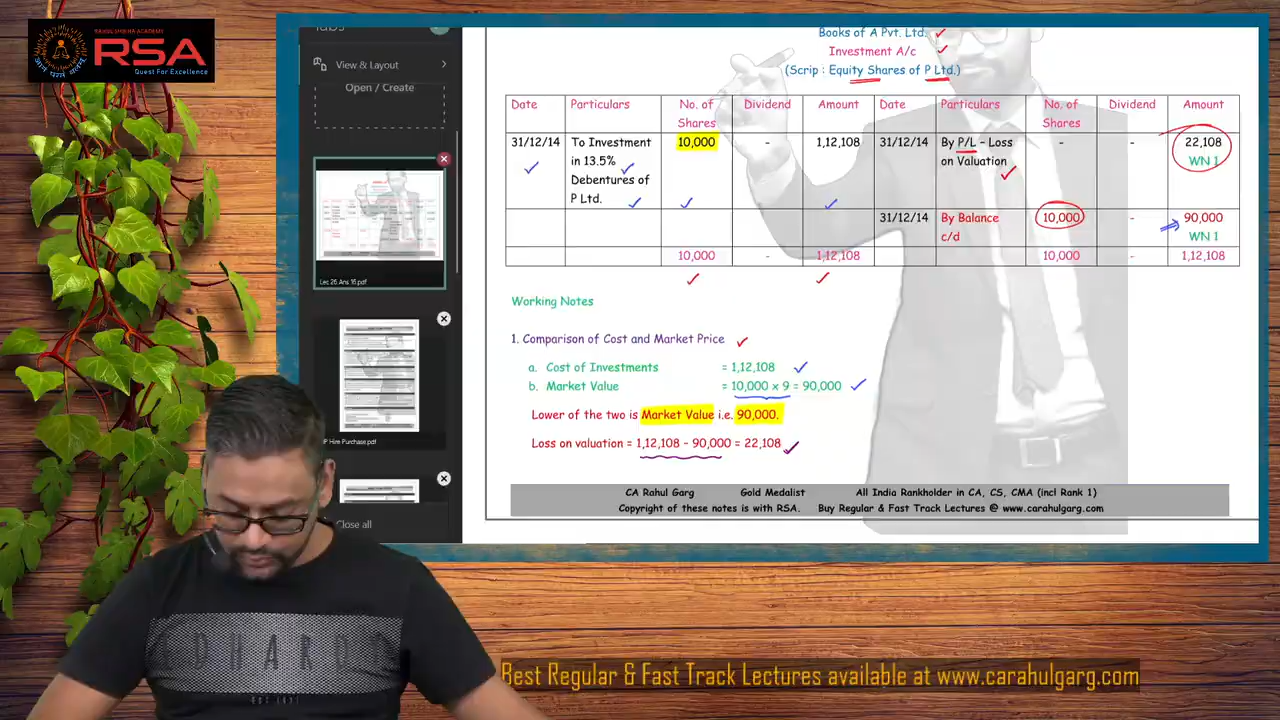 RAHUL SHIKHA ACADEMY
RSA
Quest For Excellence
View & Layout
Open / Create
Lec 26 Ans 16.pdf
IP Hire Purchase.pdf
Close all
Books of A Pvt. Ltd.
Investment A/c
(Scrip : Equity Shares of P Ltd.)
Date Particulars No. of Shares Dividend Amount Date Particulars No. of Shares Dividend Amount
31/12/14 To Investment in 13.5% Debentures of P Ltd. 10,000 - 1,12,108 31/12/14 By P/L – Loss on Valuation - - 22,108 WN 1
31/12/14 By Balance c/d 10,000 - 90,000 WN 1
10,000 - 1,12,108 10,000 - 1,12,108
Working Notes
1. Comparison of Cost and Market Price
a. Cost of Investments = 1,12,108
b. Market Value = 10,000 × 9 = 90,000
Lower of the two is Market Value i.e. 90,000.
Loss on valuation = 1,12,108 – 90,000 = 22,108
CA Rahul Garg Gold Medalist All India Rankholder in CA, CS, CMA (incl Rank 1)
Copyright of these notes is with RSA. Buy Regular & Fast Track Lectures @ www.carahulgarg.com
Best Regular & Fast Track Lectures available at www.carahulgarg.com